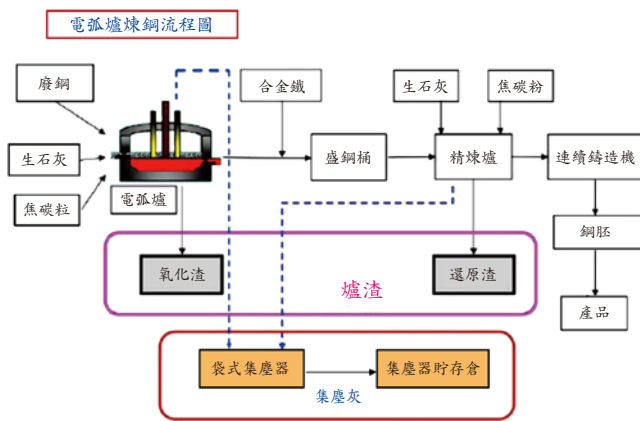 電弧爐煉鋼流程圖
廢鋼
生石灰
焦碳粒
電弧爐
合金鐵
盛鋼桶
生石灰
焦碳粉
精煉爐
連續鑄造機
鋼胚
產品
氧化渣
爐渣
還原渣
袋式集塵器
集塵器貯存倉
集塵灰